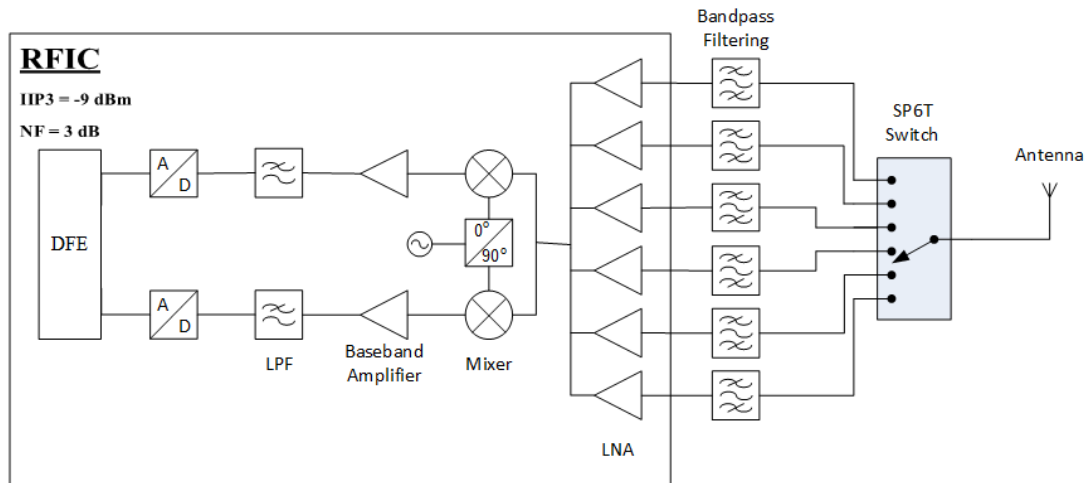 RFIC
IIP3 = -9 dBm
NF = 3 dB
Bandpass
Filtering
SP6T
Switch
Antenna
A
D
DFE
0°
90°
A
D
LPF
Baseband
Amplifier
Mixer
LNA